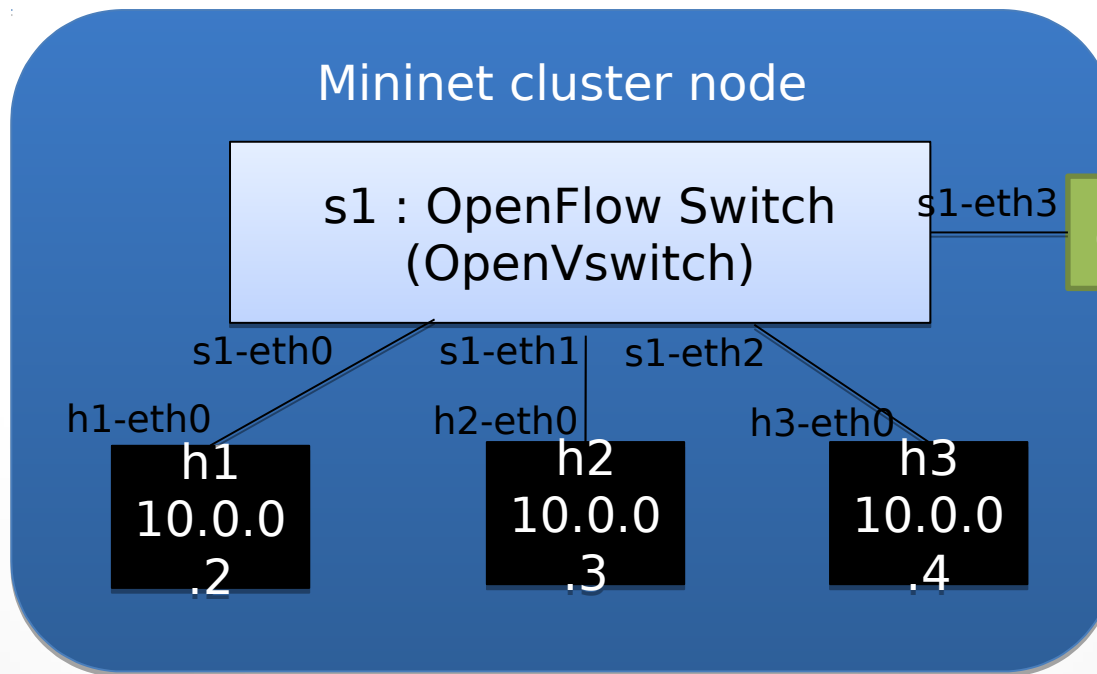 Mininet cluster node
s1 : OpenFlow Switch
(OpenVswitch)
s1-eth3
s1-eth0
s1-eth1
s1-eth2
h1-eth0
h2-eth0
h3-eth0
h1
10.0.0
.2
h2
10.0.0
.3
h3
10.0.0
.4